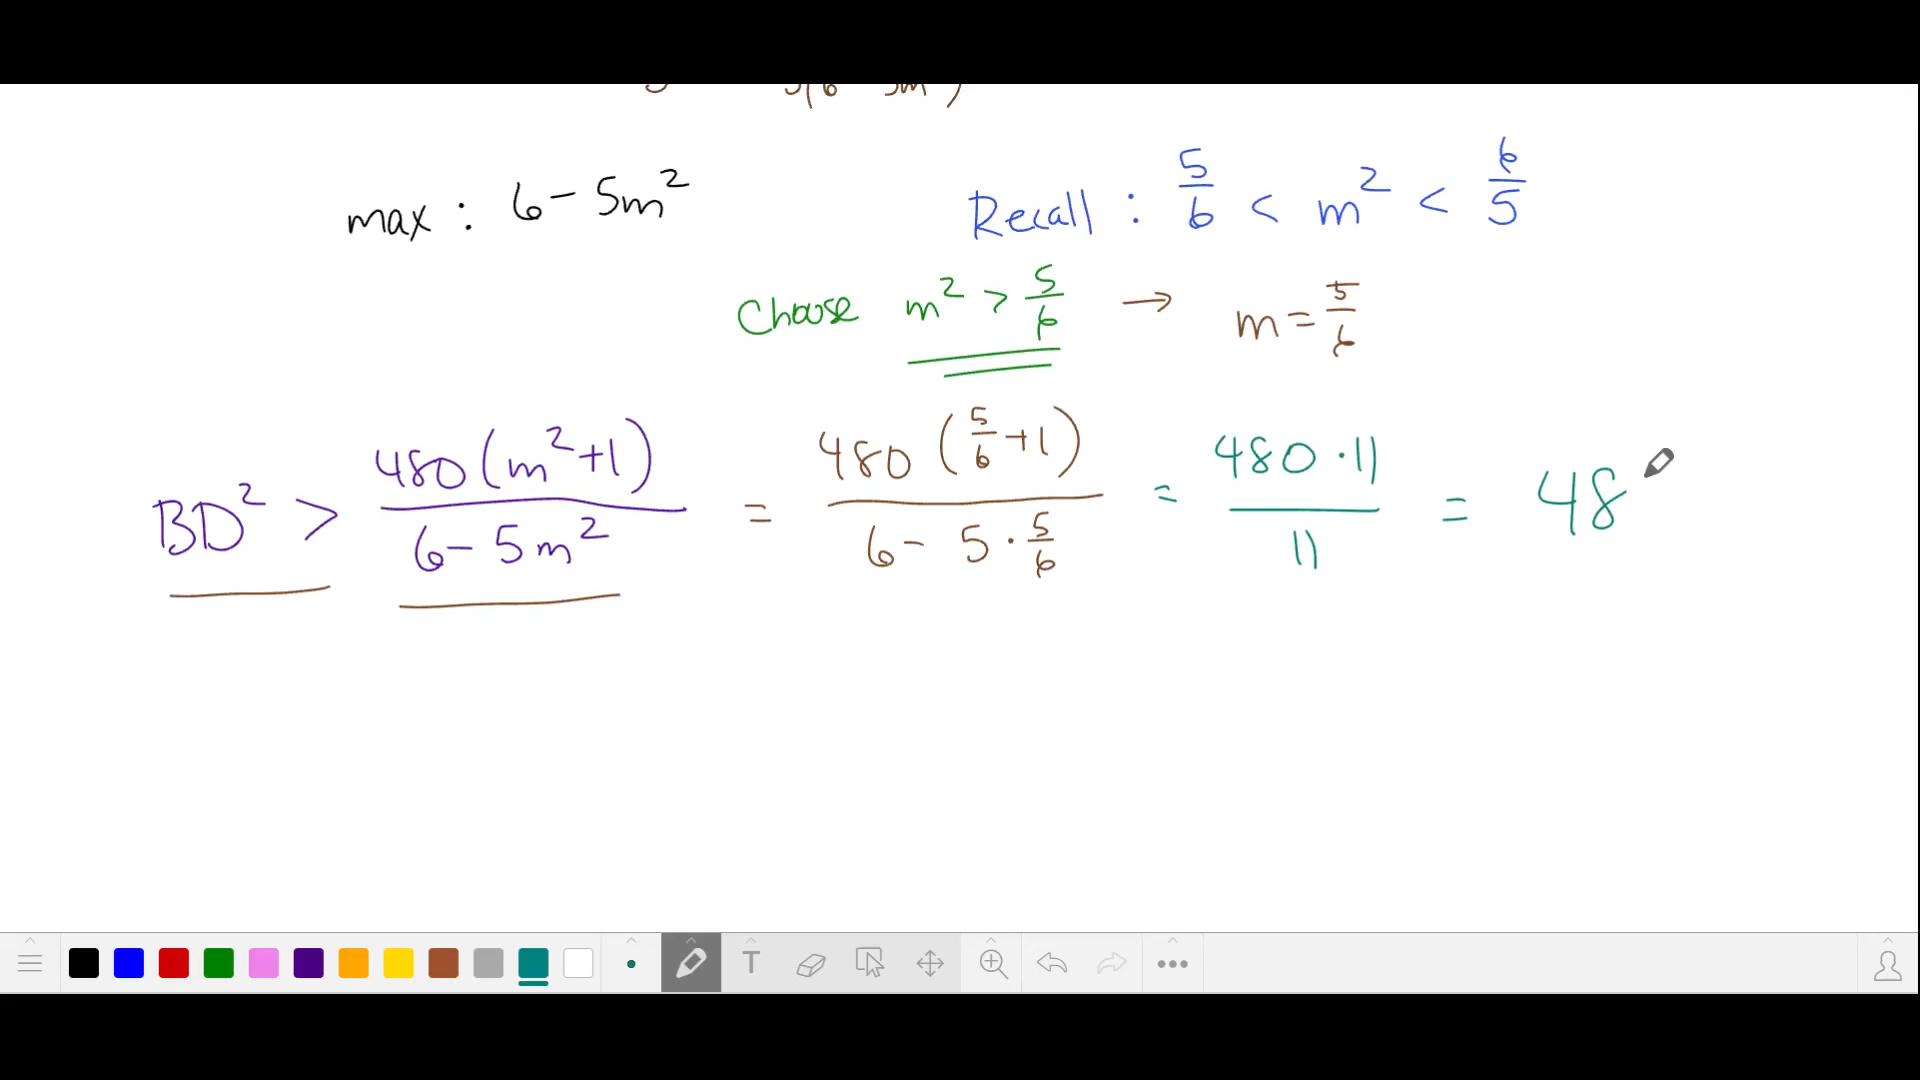 max : 6 - 5m²
Recall : 5/6 < m² < 6/5
Choose m² > 5/6 → m = 5/6
BD² > 480(m²+1)/(6 - 5m²) = 480(5/6+1)/(6 - 5·5/6) = 480·11/11 = 48
T